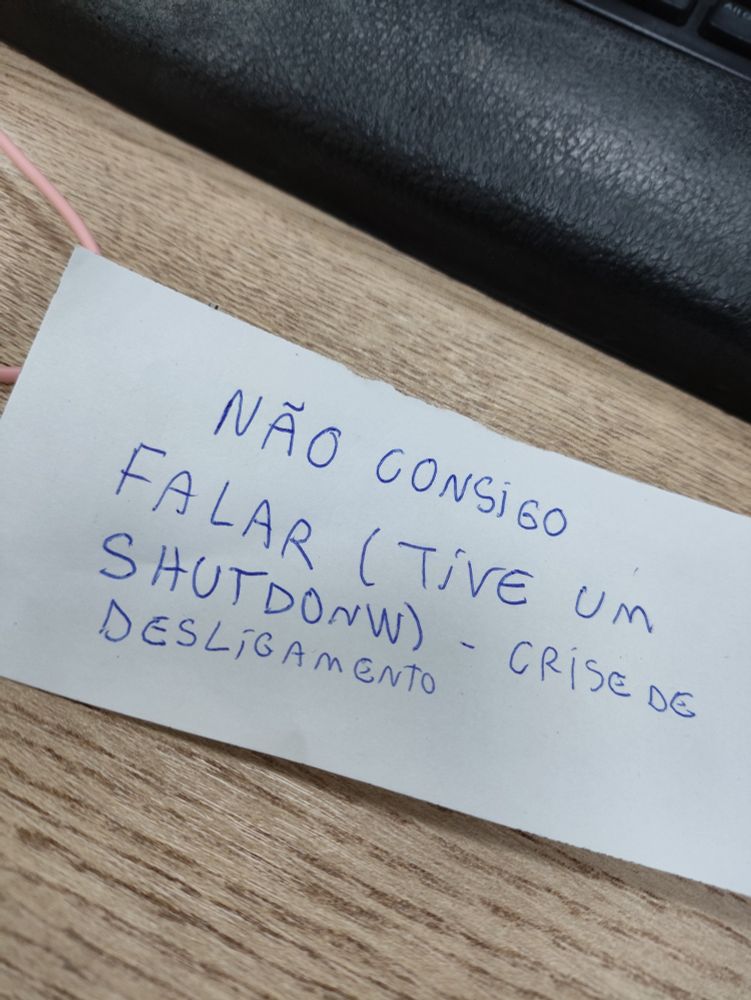 NÃO CONSIGO
FALAR (TIVE UM
SHUTDONW) - CRISE DE
DESLIGAMENTO